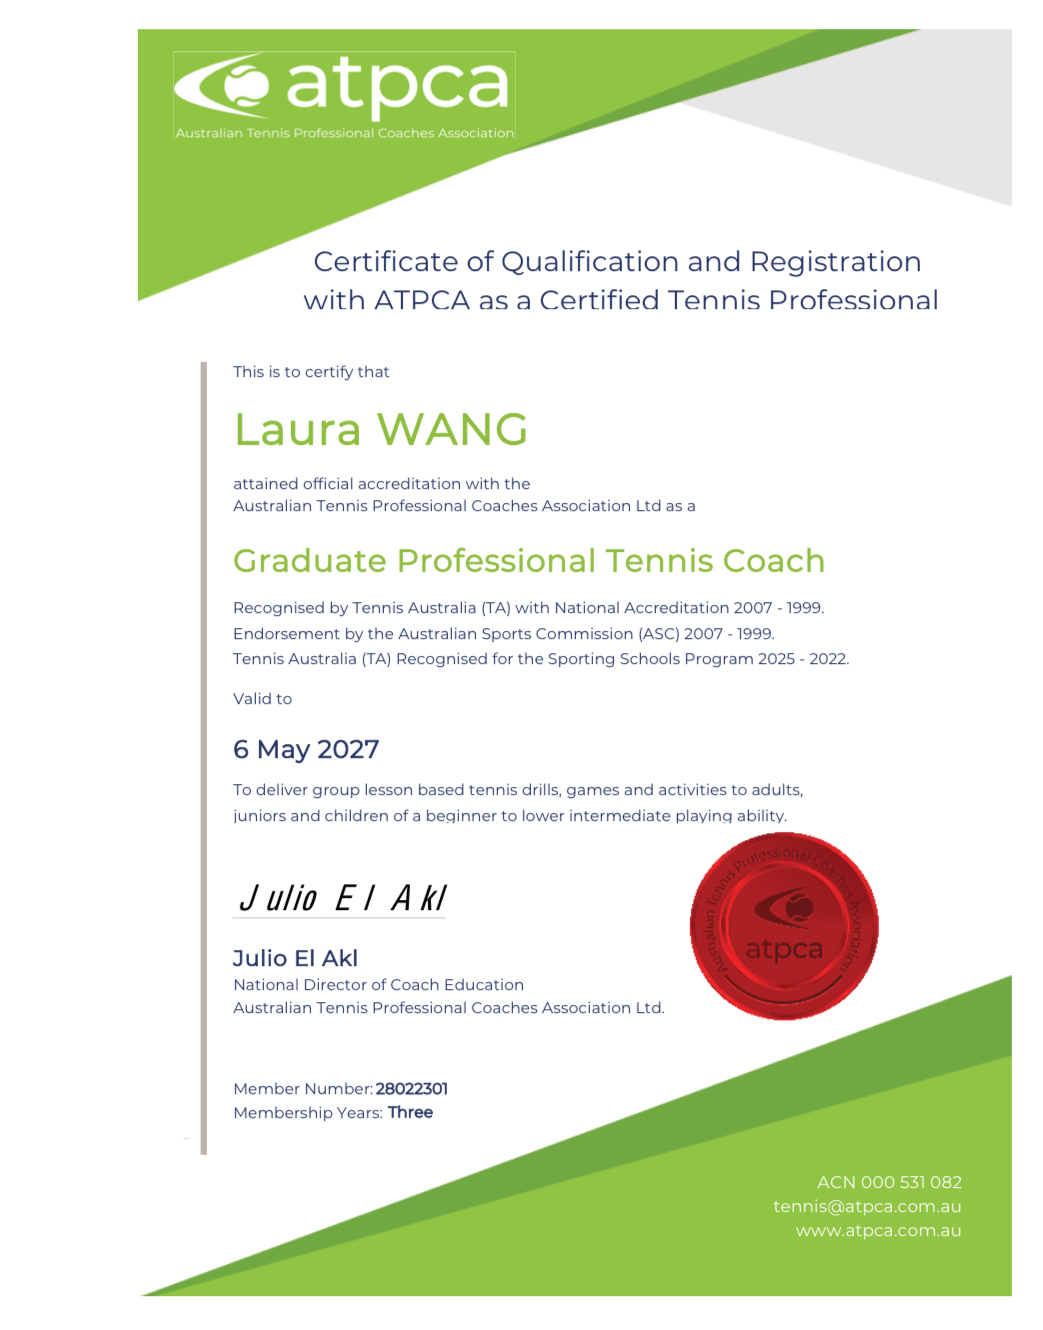 atpca
Australian Tennis Professional Coaches Association
Certificate of Qualification and Registration
with ATPCA as a Certified Tennis Professional
This is to certify that
Laura WANG
attained official accreditation with the
Australian Tennis Professional Coaches Association Ltd as a
Graduate Professional Tennis Coach
Recognised by Tennis Australia (TA) with National Accreditation 2007 - 1999.
Endorsement by the Australian Sports Commission (ASC) 2007 - 1999.
Tennis Australia (TA) Recognised for the Sporting Schools Program 2025 - 2022.
Valid to
6 May 2027
To deliver group lesson based tennis drills, games and activities to adults,
juniors and children of a beginner to lower intermediate playing ability.
Julio El Akl
Australian Tennis Professional Coaches Association
atpca
Julio El Akl
National Director of Coach Education
Australian Tennis Professional Coaches Association Ltd.
Member Number: 28022301
Membership Years: Three
ACN 000 531 082
tennis@atpca.com.au
www.atpca.com.au